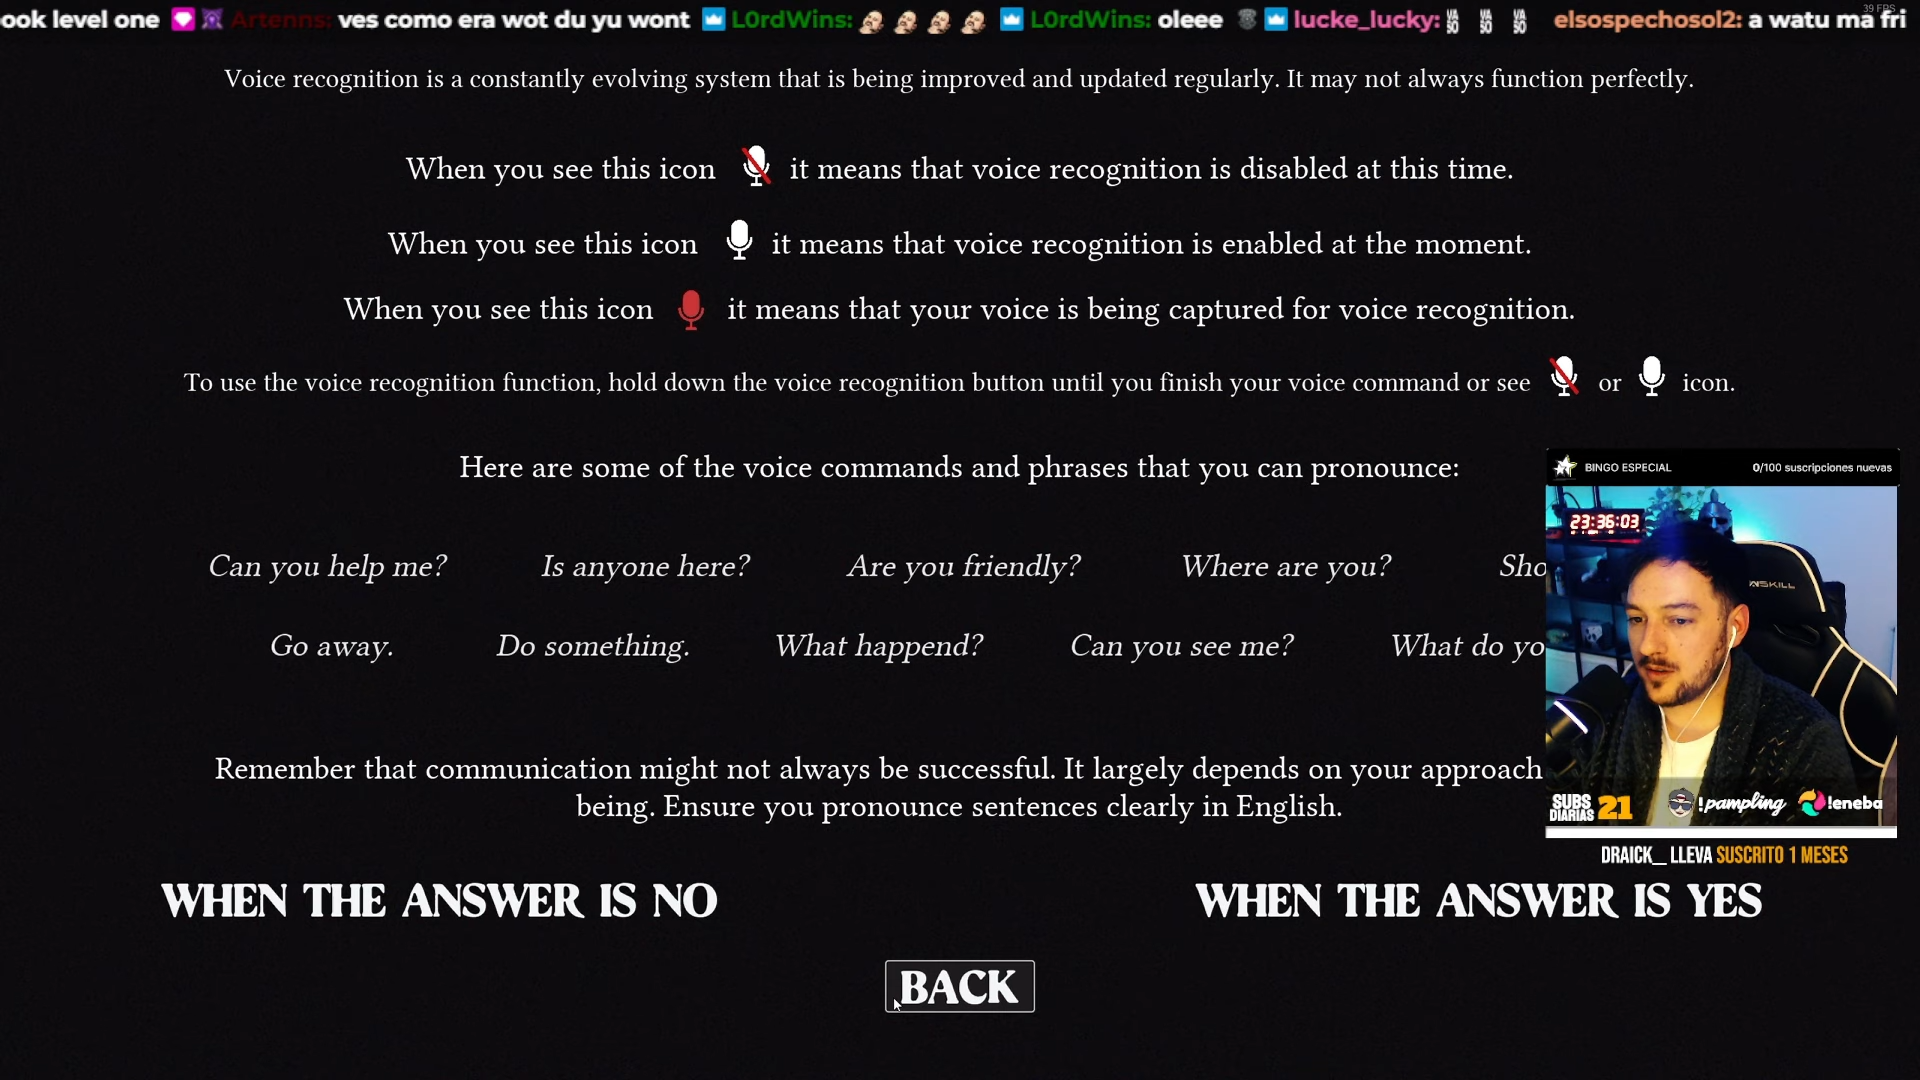 39 FPS
ook level one Artenns: ves como era wot du yu wont L0rdWins: L0rdWins: oleee lucke_lucky: elsospechosol2: a watu ma fri
Voice recognition is a constantly evolving system that is being improved and updated regularly. It may not always function perfectly.
When you see this icon it means that voice recognition is disabled at this time.
When you see this icon it means that voice recognition is enabled at the moment.
When you see this icon it means that your voice is being captured for voice recognition.
To use the voice recognition function, hold down the voice recognition button until you finish your voice command or see or icon.
Here are some of the voice commands and phrases that you can pronounce:
BINGO ESPECIAL 0/100 suscripciones nuevas
23:36:03
Can you help me? Is anyone here? Are you friendly? Where are you? Sho
Go away. Do something. What happend? Can you see me? What do yo
Remember that communication might not always be successful. It largely depends on your approach
being. Ensure you pronounce sentences clearly in English.
SUBS DIARIAS 21 !pampling !eneba
DRAICK__ LLEVA SUSCRITO 1 MESES
WHEN THE ANSWER IS NO
WHEN THE ANSWER IS YES
BACK